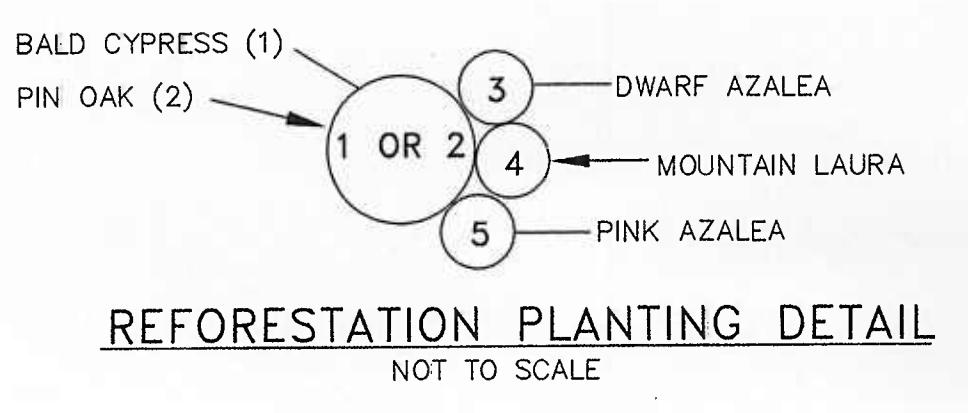 BALD CYPRESS (1)
PIN OAK (2)
1 OR 2
3
DWARF AZALEA
4
MOUNTAIN LAURA
5
PINK AZALEA
REFORESTATION PLANTING DETAIL
NOT TO SCALE